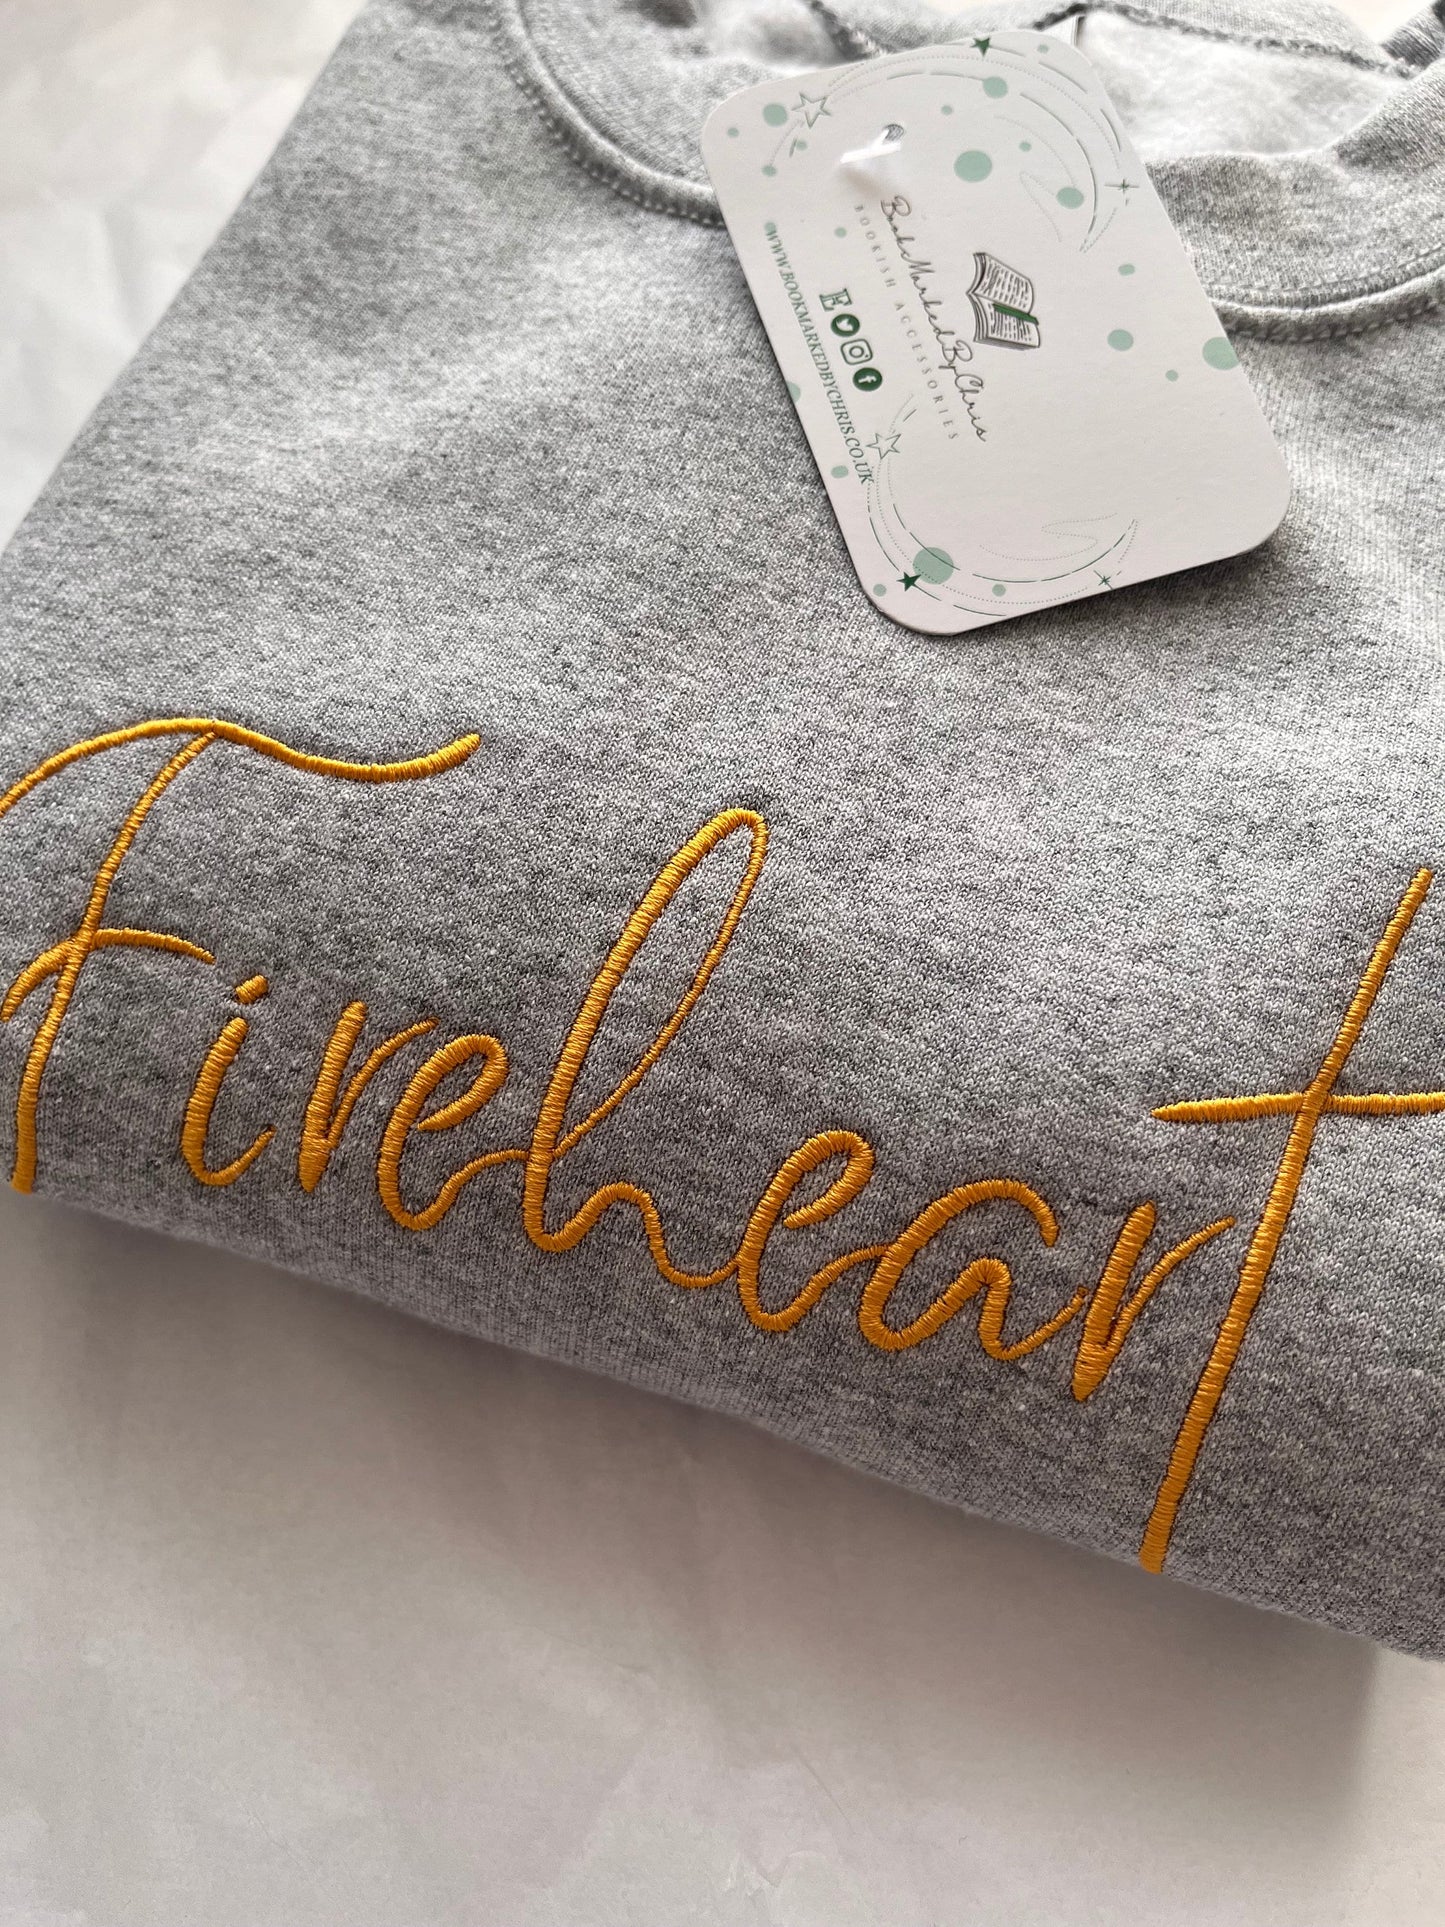 BookMarkedByChris
BOOKISH ACCESSORIES
WWW.BOOKMARKEDBYCHRIS.CO.UK
Fireheart